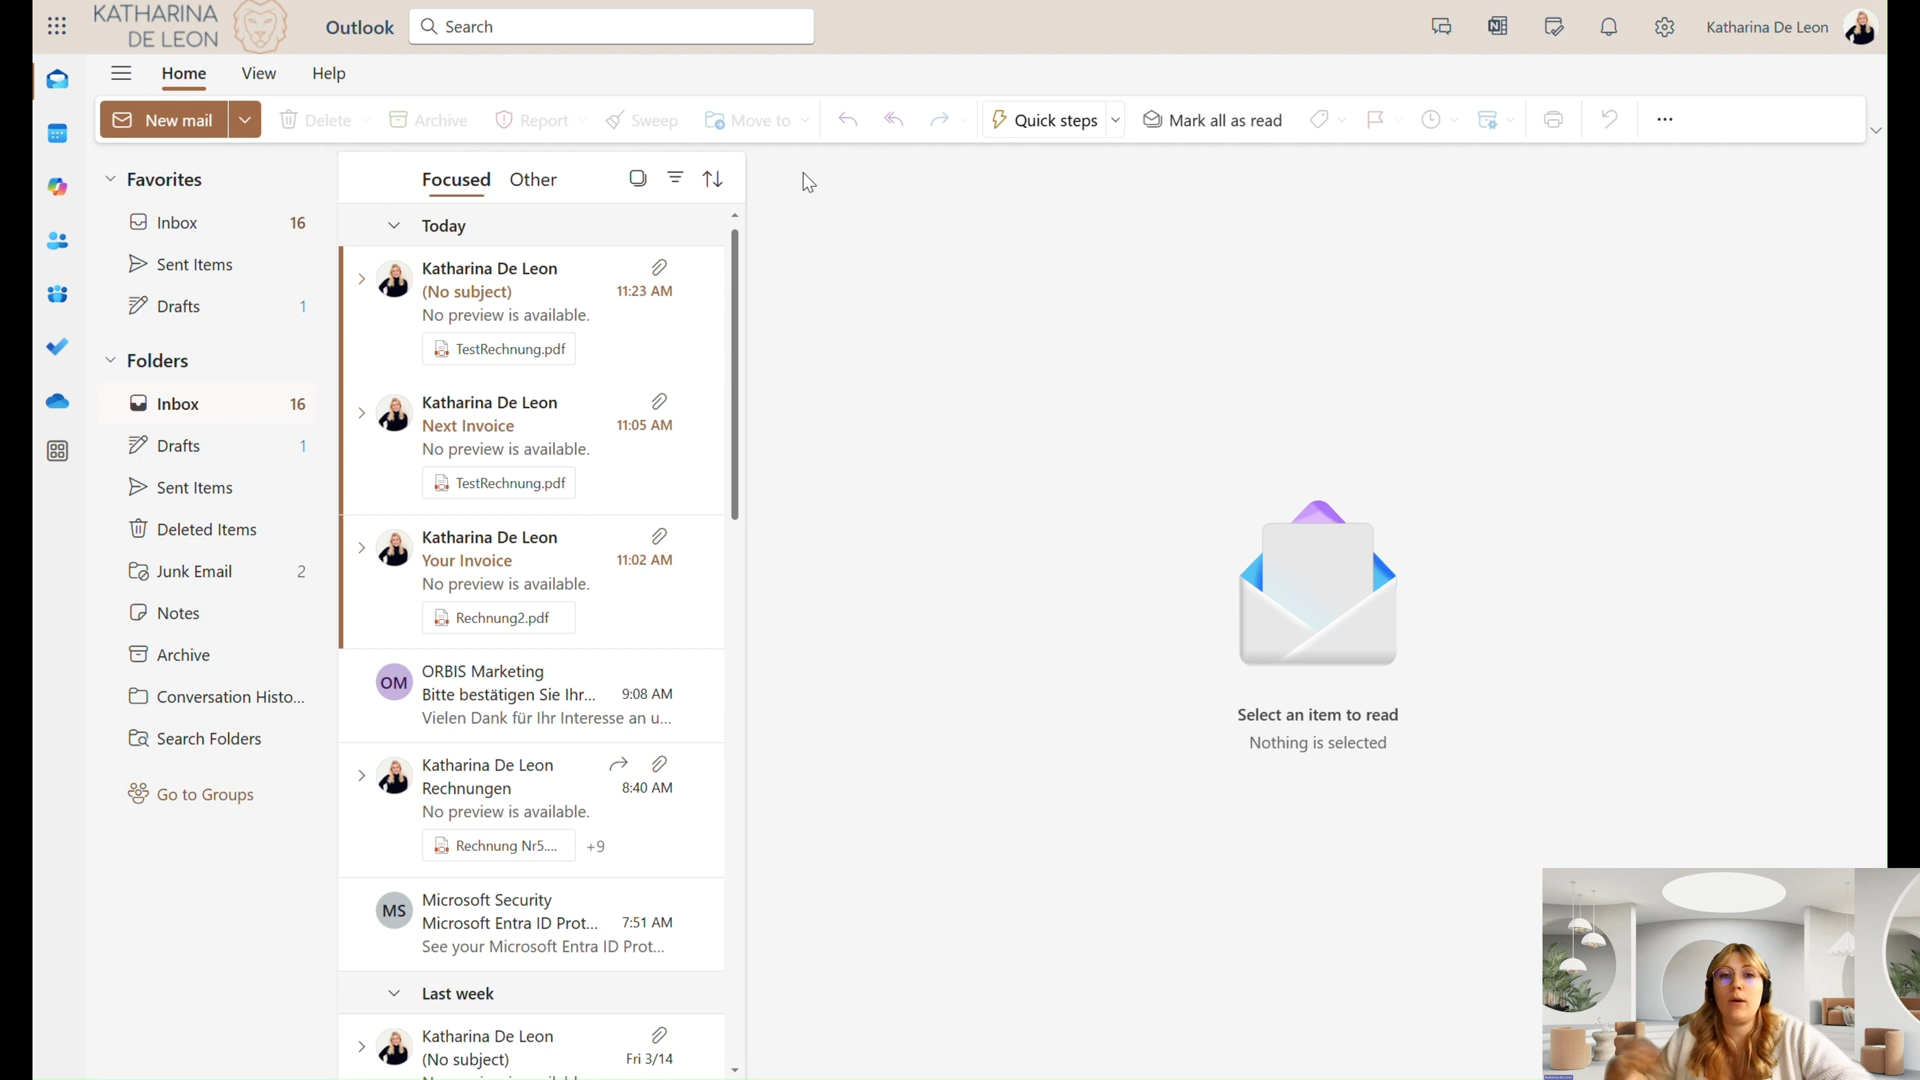 KATHARINA
DE LEON
Outlook
Search
Katharina De Leon
Home
View
Help
New mail
Delete
Archive
Report
Sweep
Move to
Quick steps
Mark all as read
Favorites
Inbox 16
Sent Items
Drafts 1
Folders
Inbox 16
Drafts 1
Sent Items
Deleted Items
Junk Email 2
Notes
Archive
Conversation Histo...
Search Folders
Go to Groups
Focused
Other
Today
Katharina De Leon
(No subject) 11:23 AM
No preview is available.
TestRechnung.pdf
Katharina De Leon
Next Invoice 11:05 AM
No preview is available.
TestRechnung.pdf
Katharina De Leon
Your Invoice 11:02 AM
No preview is available.
Rechnung2.pdf
OM
ORBIS Marketing
Bitte bestätigen Sie Ihr... 9:08 AM
Vielen Dank für Ihr Interesse an u...
Katharina De Leon
Rechnungen 8:40 AM
No preview is available.
Rechnung Nr5.... +9
MS
Microsoft Security
Microsoft Entra ID Prot... 7:51 AM
See your Microsoft Entra ID Prot...
Last week
Katharina De Leon
(No subject) Fri 3/14
Select an item to read
Nothing is selected